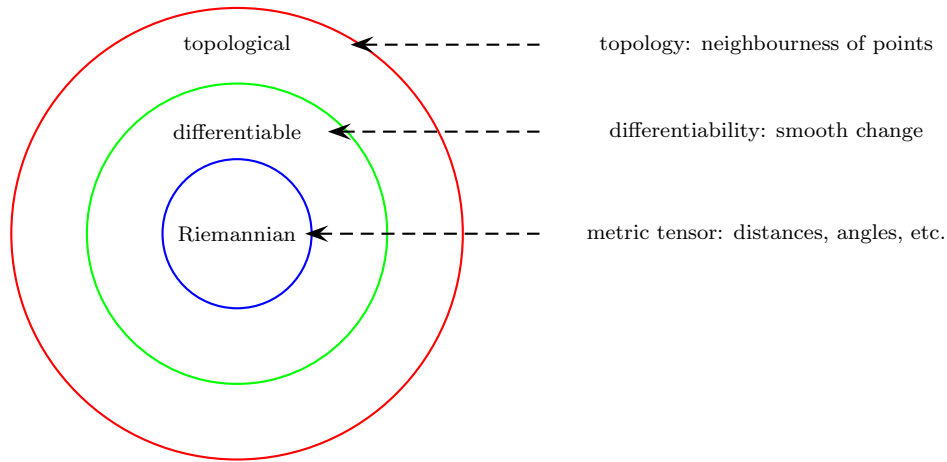 topological
topology: neighbourness of points
differentiable
differentiability: smooth change
Riemannian
metric tensor: distances, angles, etc.